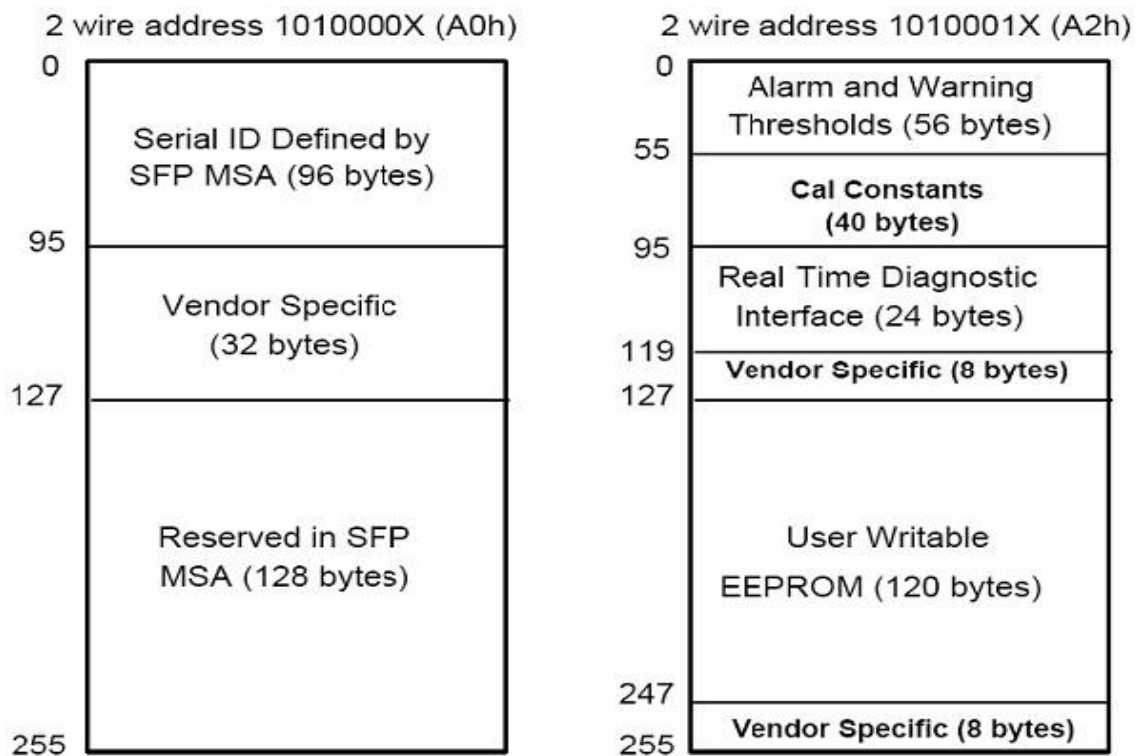 2 wire address 1010000X (A0h)
0
Serial ID Defined by
SFP MSA (96 bytes)
95
Vendor Specific
(32 bytes)
127
Reserved in SFP
MSA (128 bytes)
255
2 wire address 1010001X (A2h)
0
Alarm and Warning
Thresholds (56 bytes)
55
Cal Constants
(40 bytes)
95
Real Time Diagnostic
Interface (24 bytes)
119
Vendor Specific (8 bytes)
127
User Writable
EEPROM (120 bytes)
247
Vendor Specific (8 bytes)
255